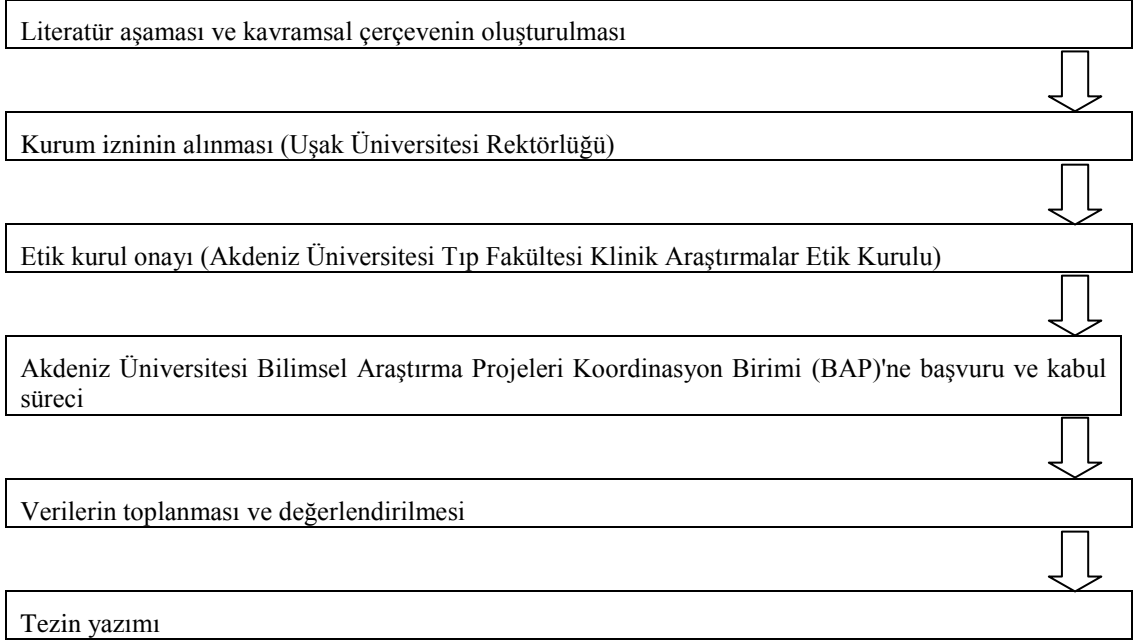 Literatür aşaması ve kavramsal çerçevenin oluşturulması
Kurum izninin alınması (Uşak Üniversitesi Rektörlüğü)
Etik kurul onayı (Akdeniz Üniversitesi Tıp Fakültesi Klinik Araştırmalar Etik Kurulu)
Akdeniz Üniversitesi Bilimsel Araştırma Projeleri Koordinasyon Birimi (BAP)'ne başvuru ve kabul
süreci
Verilerin toplanması ve değerlendirilmesi
Tezin yazımı